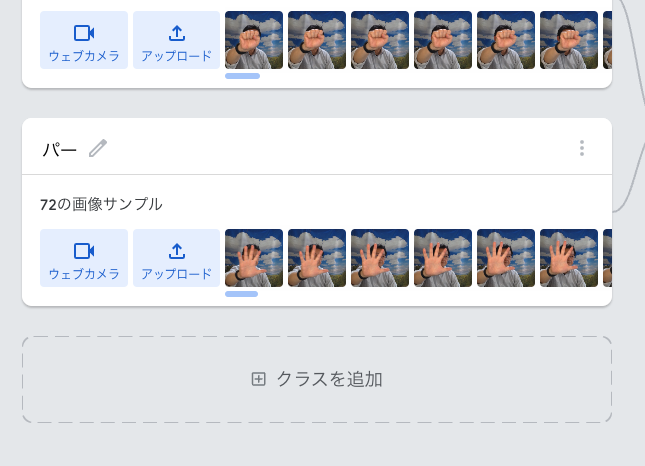 ウェブカメラ
アップロード
パー
72の画像サンプル
ウェブカメラ
アップロード
クラスを追加